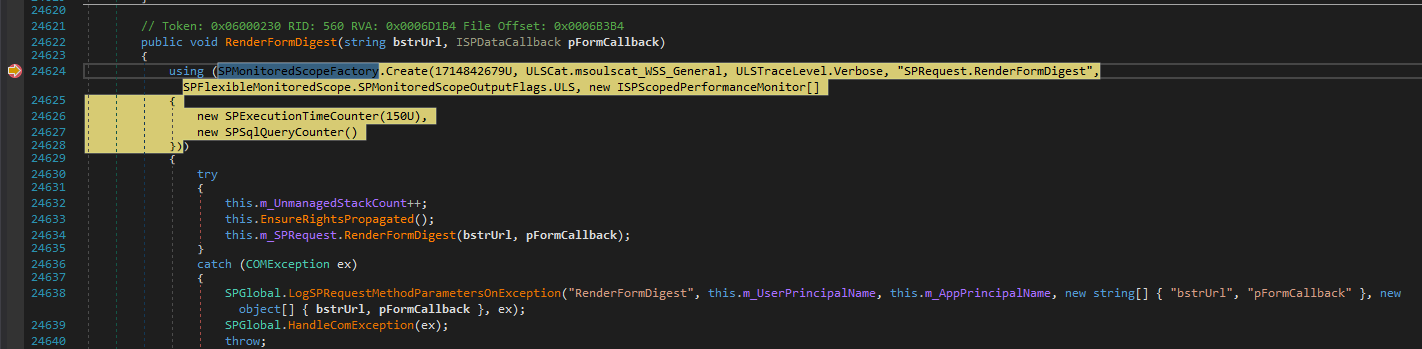 24620
24621 // Token: 0x06000230 RID: 560 RVA: 0x0006D1B4 File Offset: 0x0006B3B4
24622 public void RenderFormDigest(string bstrUrl, ISPDataCallback pFormCallback)
24623 {
24624 using (SPMonitoredScopeFactory.Create(1714842679U, ULSCat.msoulscat_WSS_General, ULSTraceLevel.Verbose, "SPRequest.RenderFormDigest",
SPFlexibleMonitoredScope.SPMonitoredScopeOutputFlags.ULS, new ISPScopedPerformanceMonitor[]
24625 {
24626 new SPExecutionTimeCounter(150U),
24627 new SPSqlQueryCounter()
24628 }))
24629 {
24630 try
24631 {
24632 this.m_UnmanagedStackCount++;
24633 this.EnsureRightsPropagated();
24634 this.m_SPRequest.RenderFormDigest(bstrUrl, pFormCallback);
24635 }
24636 catch (COMException ex)
24637 {
24638 SPGlobal.LogSPRequestMethodParametersOnException("RenderFormDigest", this.m_UserPrincipalName, this.m_AppPrincipalName, new string[] { "bstrUrl", "pFormCallback" }, new
object[] { bstrUrl, pFormCallback }, ex);
24639 SPGlobal.HandleComException(ex);
24640 throw;